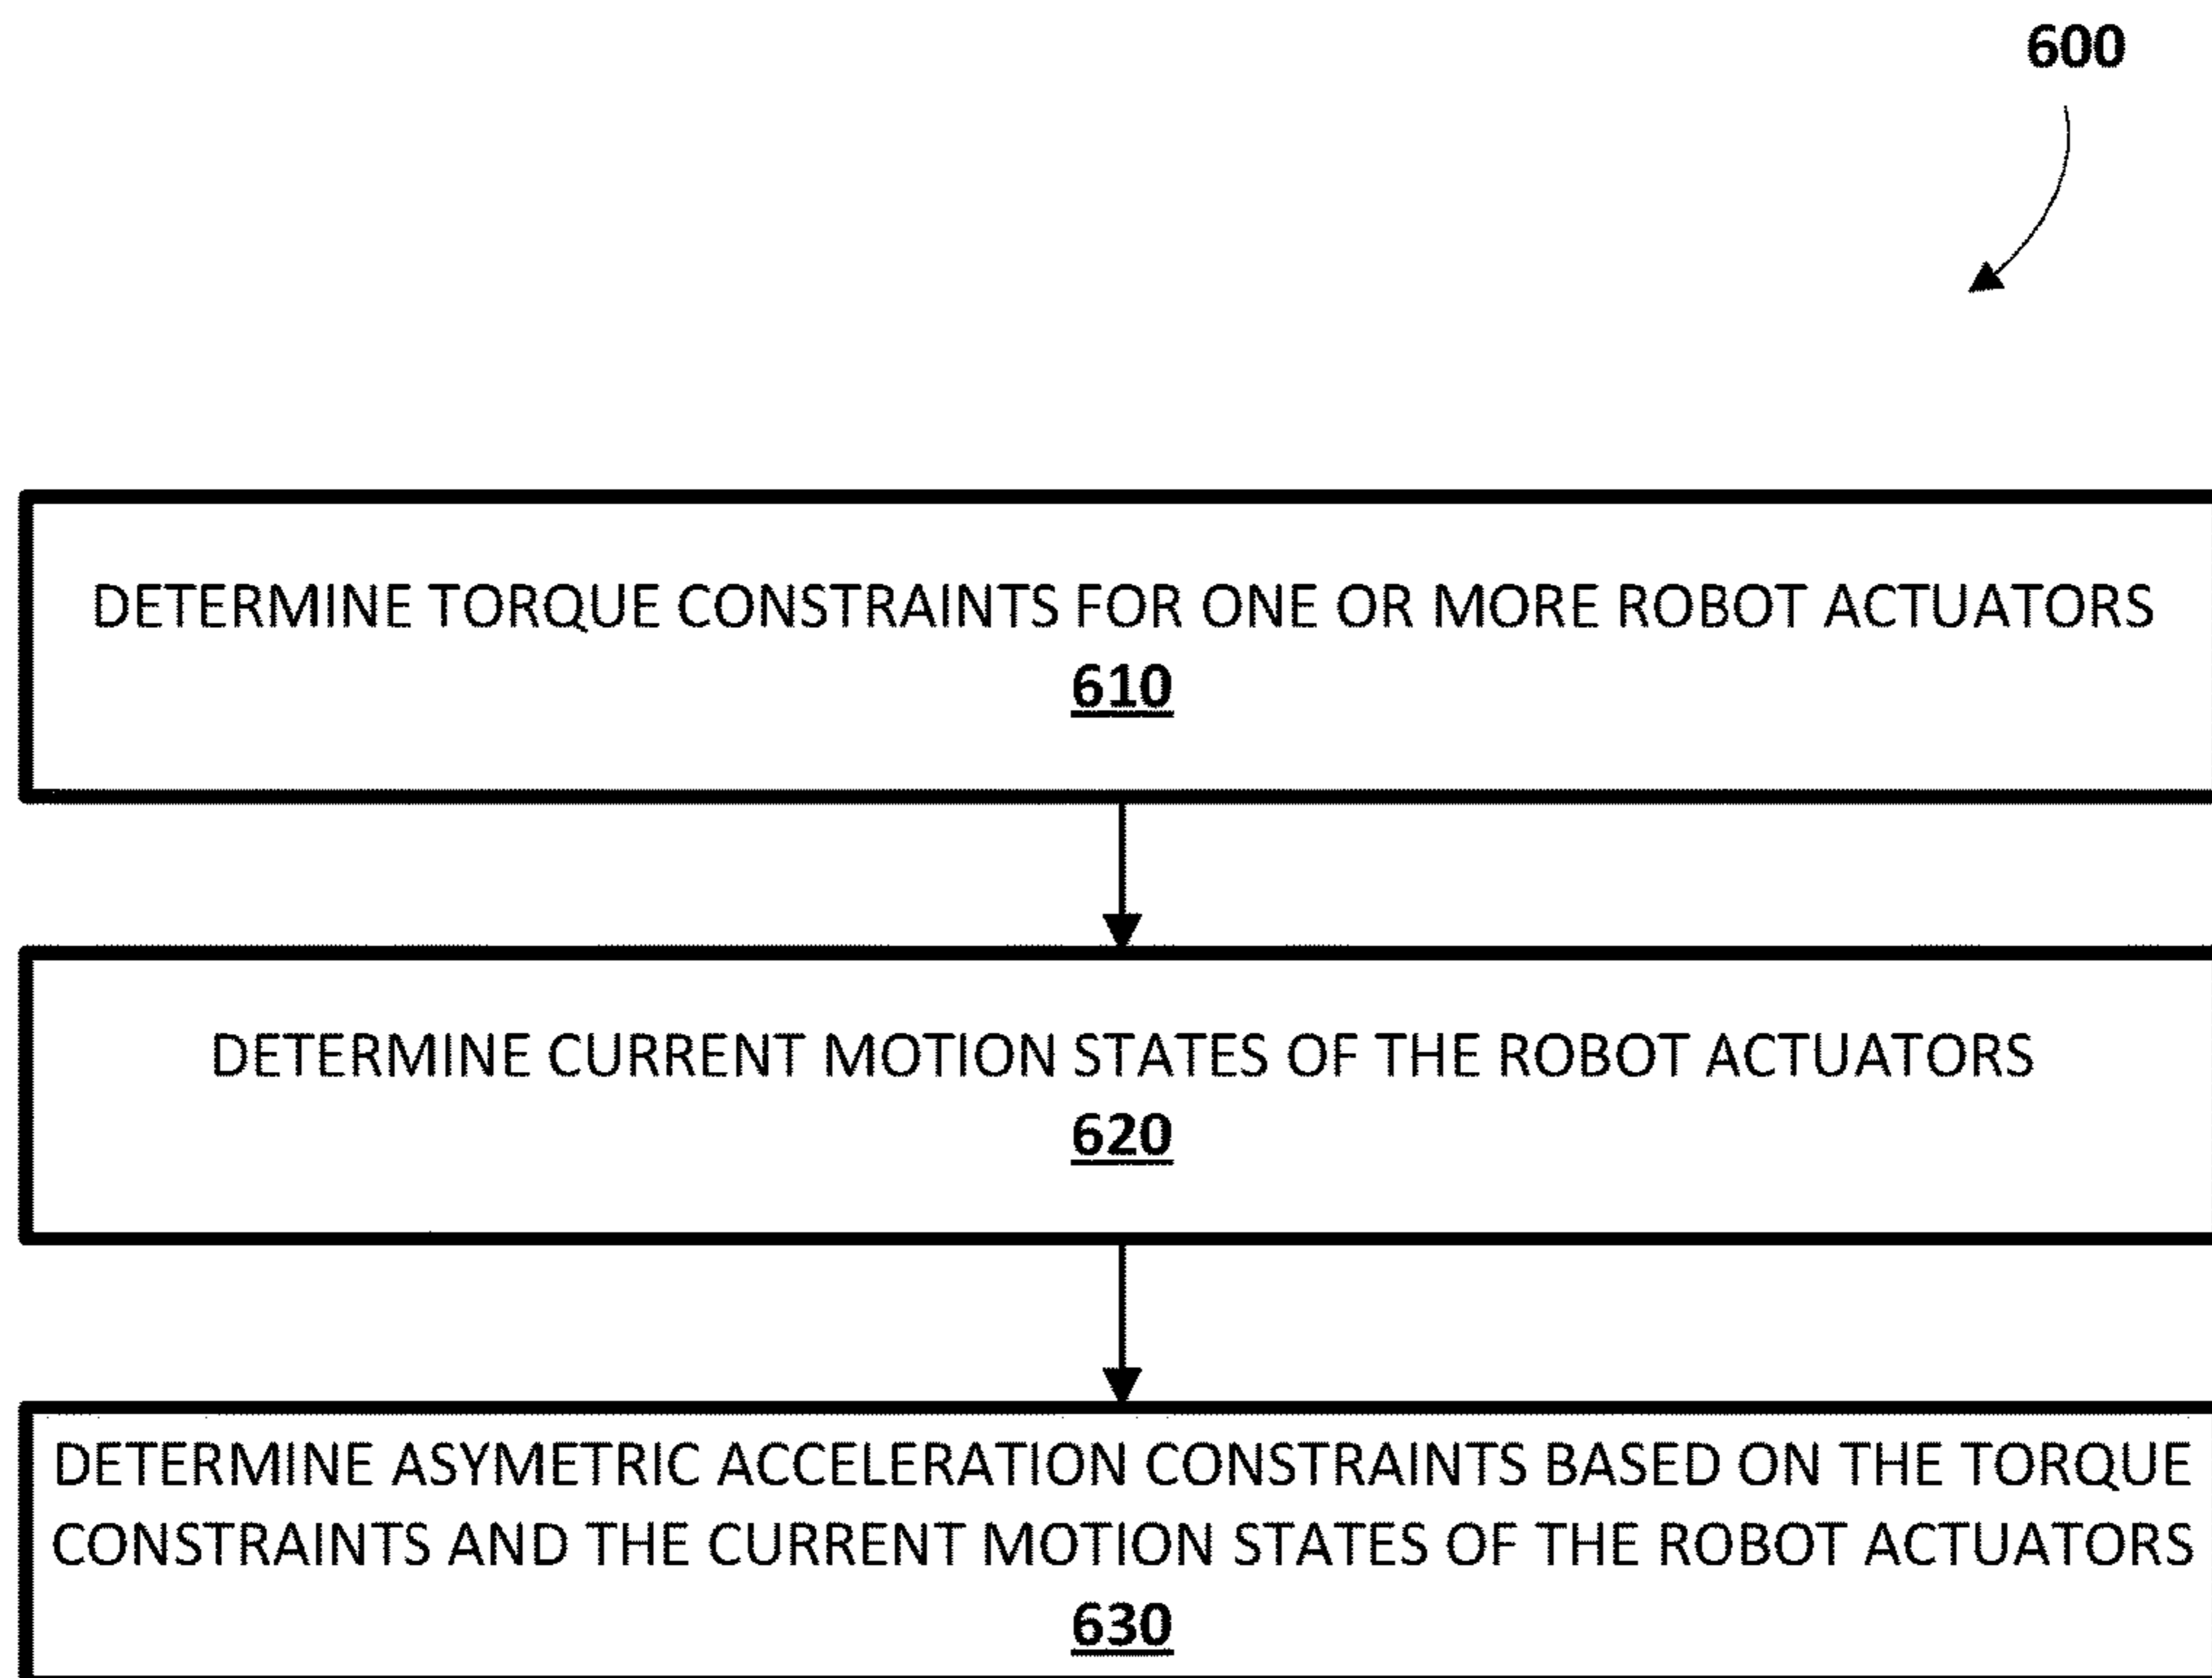 600
DETERMINE TORQUE CONSTRAINTS FOR ONE OR MORE ROBOT ACTUATORS
610
DETERMINE CURRENT MOTION STATES OF THE ROBOT ACTUATORS
620
DETERMINE ASYMETRIC ACCELERATION CONSTRAINTS BASED ON THE TORQUE
CONSTRAINTS AND THE CURRENT MOTION STATES OF THE ROBOT ACTUATORS
630